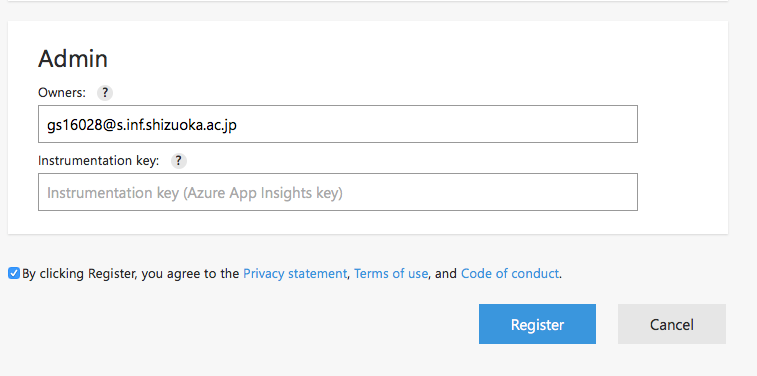 Admin
Owners: ?
gs16028@s.inf.shizuoka.ac.jp
Instrumentation key: ?
Instrumentation key (Azure App Insights key)
By clicking Register, you agree to the Privacy statement, Terms of use, and Code of conduct.
Register Cancel